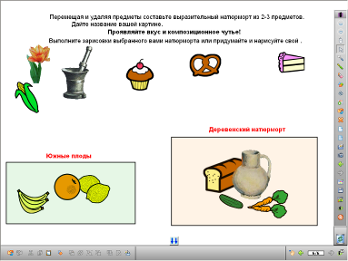 Перемещая и удаляя предметы составьте выразительный натюрморт из 2-3 предметов.
Дайте название вашей картине.
Проявляйте вкус и композиционное чутье!
Выполните зарисовки выбранного вами натюрморта или придумайте и нарисуйте свой .
Деревенский натюрморт
Южные плоды